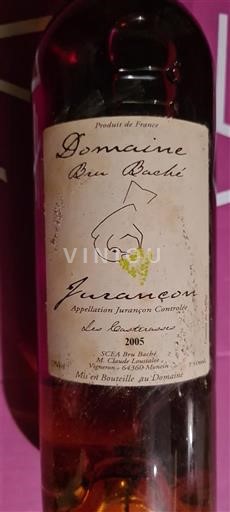 Produit de France
Domaine
Bru Baché
VINTOU
Jurançon
Appellation Jurançon Contrôlée
Les Casterasses
2005
SCEA Bru Baché
M. Claude Loustalot
Vigneron - 64360 Monein
Mis en Bouteille au Domaine